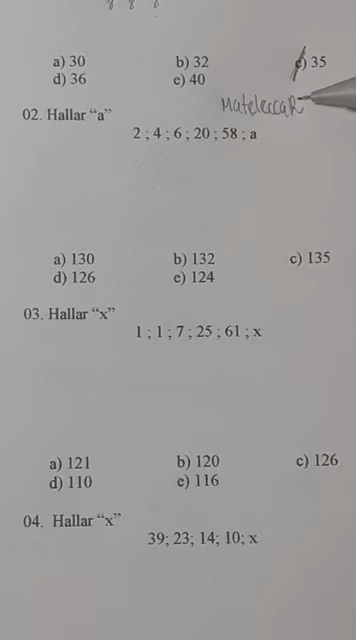 a) 30 b) 32 c) 35
d) 36 e) 40
02. Hallar “a”
2 ; 4 ; 6 ; 20 ; 58 ; a
a) 130 b) 132 c) 135
d) 126 e) 124
03. Hallar “x”
1 ; 1 ; 7 ; 25 ; 61 ; x
a) 121 b) 120 c) 126
d) 110 e) 116
04. Hallar “x”
39; 23; 14; 10; x